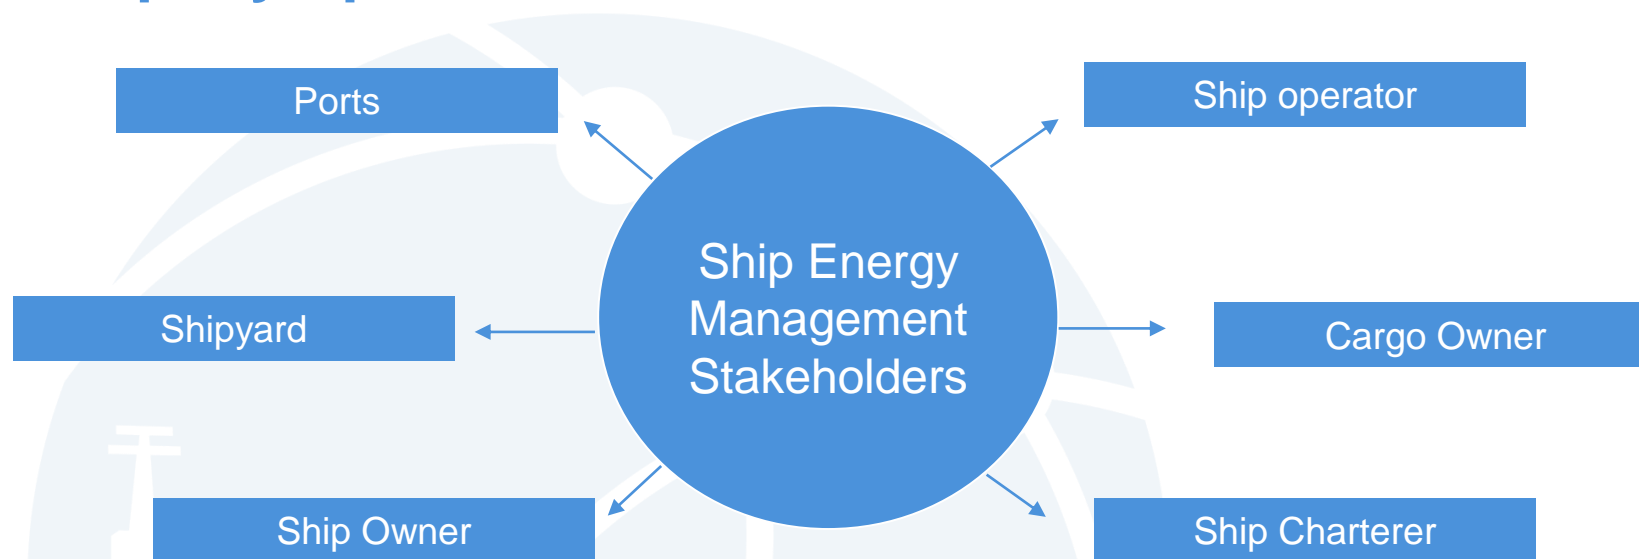 Ports
Ship operator
Ship Energy
Management
Stakeholders
Shipyard
Cargo Owner
Ship Owner
Ship Charterer